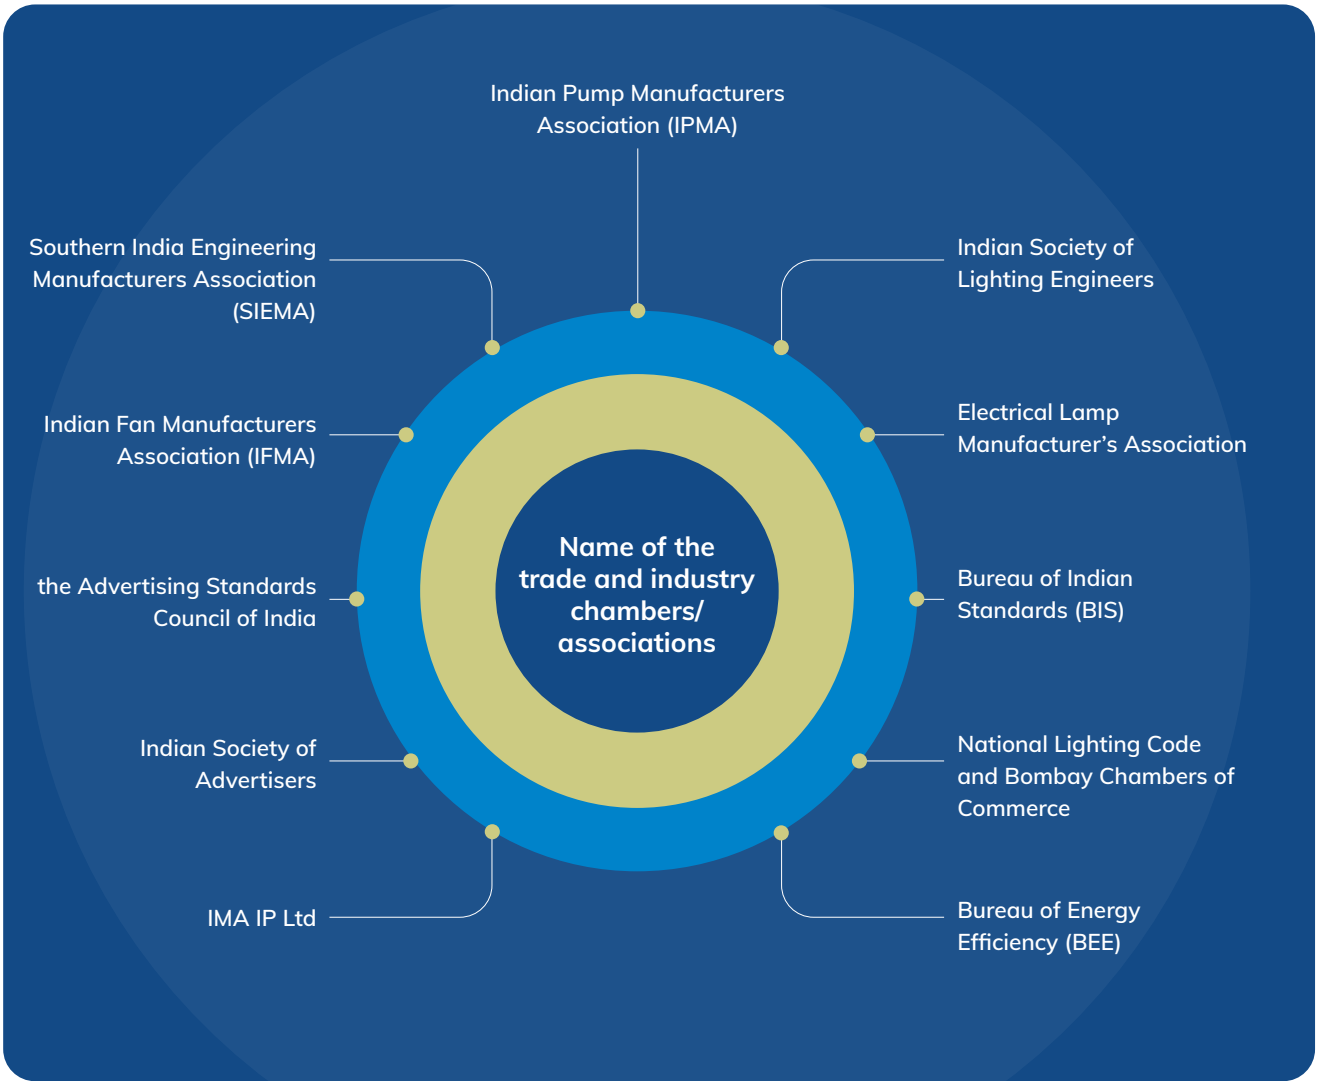 Indian Pump Manufacturers
Association (IPMA)
Southern India Engineering
Manufacturers Association
(SIEMA)
Indian Society of
Lighting Engineers
Indian Fan Manufacturers
Association (IFMA)
Electrical Lamp
Manufacturer’s Association
Name of the
trade and industry
chambers/
associations
the Advertising Standards
Council of India
Bureau of Indian
Standards (BIS)
Indian Society of
Advertisers
National Lighting Code
and Bombay Chambers of
Commerce
IMA IP Ltd
Bureau of Energy
Efficiency (BEE)